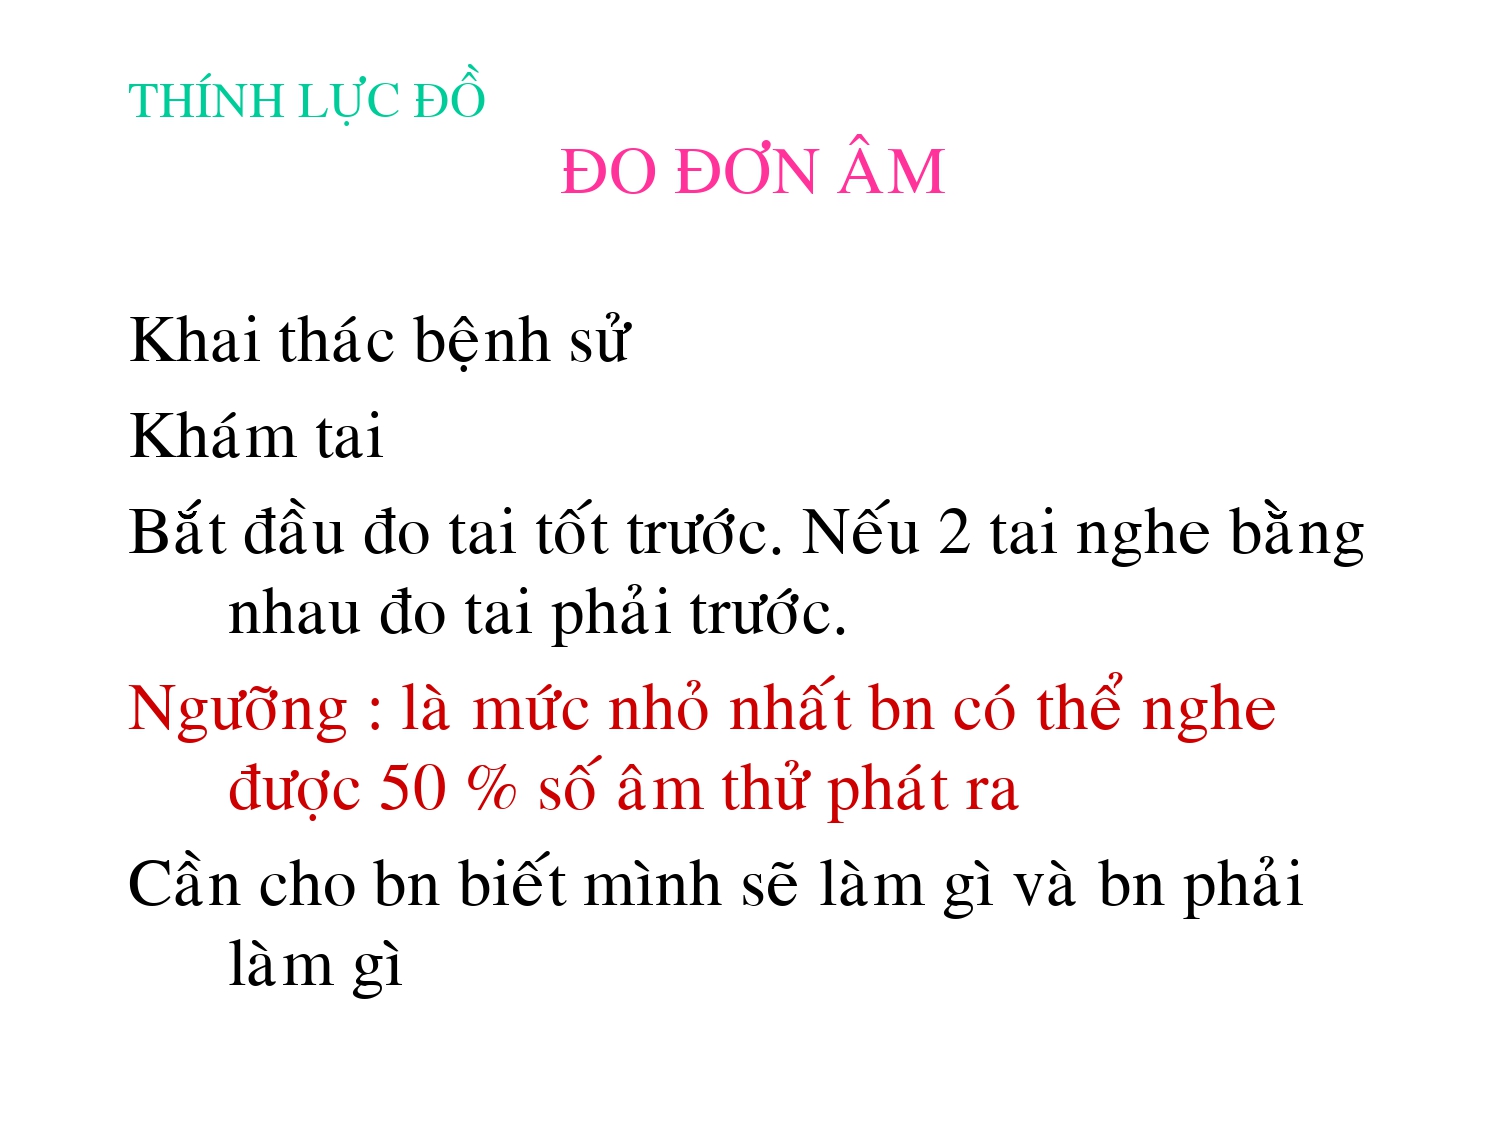 THÍNH LỰC ĐỒ
ĐO ĐƠN ÂM
Khai thác bệnh sử
Khám tai
Bắt đầu đo tai tốt trước. Nếu 2 tai nghe bằng
nhau đo tai phải trước.
Ngưỡng : là mức nhỏ nhất bn có thể nghe
được 50 % số âm thử phát ra
Cần cho bn biết mình sẽ làm gì và bn phải
làm gì